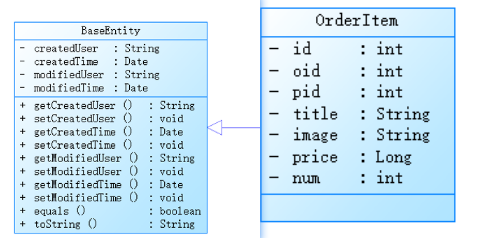 BaseEntity
- createdUser : String
- createdTime : Date
- modifiedUser : String
- modifiedTime : Date
+ getCreatedUser () : String
+ setCreatedUser () : void
+ getCreatedTime () : Date
+ setCreatedTime () : void
+ getModifiedUser () : String
+ setModifiedUser () : void
+ getModifiedTime () : Date
+ setModifiedTime () : void
+ equals () : boolean
+ toString () : String
OrderItem
- id : int
- oid : int
- pid : int
- title : String
- image : String
- price : Long
- num : int